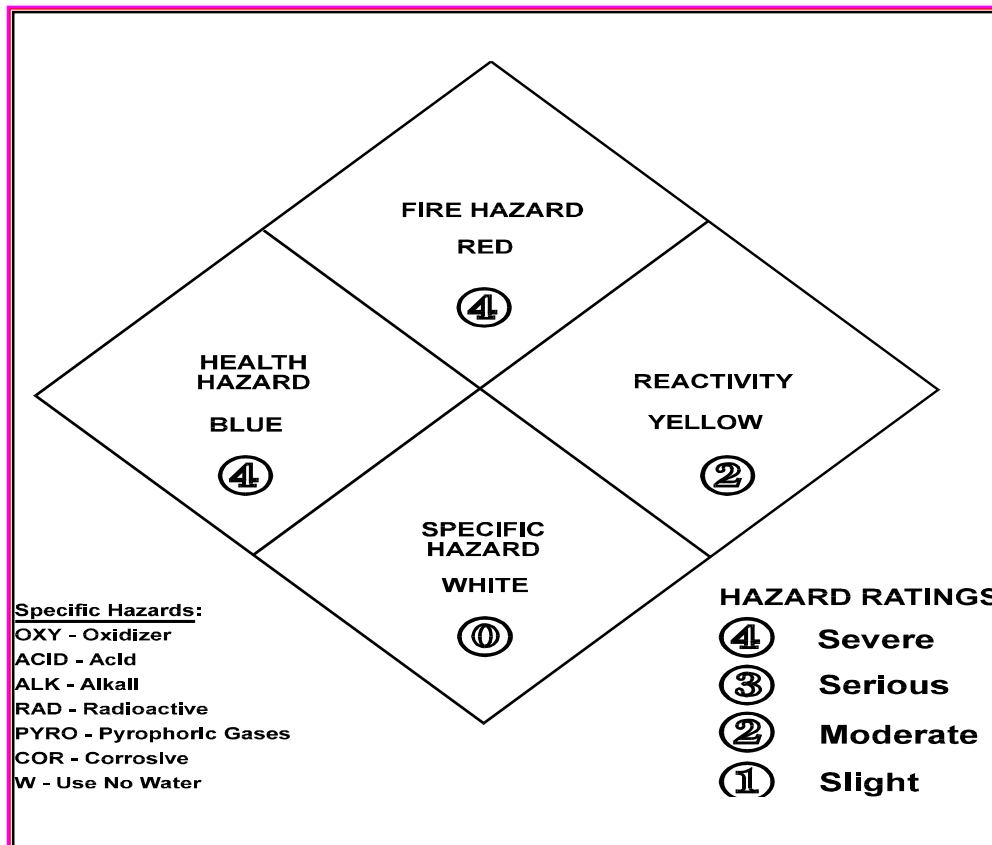 FIRE HAZARD
RED
4
HEALTH
HAZARD
BLUE
4
REACTIVITY
YELLOW
2
SPECIFIC
HAZARD
WHITE
0
Specific Hazards:
OXY - Oxidizer
ACID - Acid
ALK - Alkali
RAD - Radioactive
PYRO - Pyrophoric Gases
COR - Corrosive
W - Use No Water
HAZARD RATINGS
4 Severe
3 Serious
2 Moderate
1 Slight